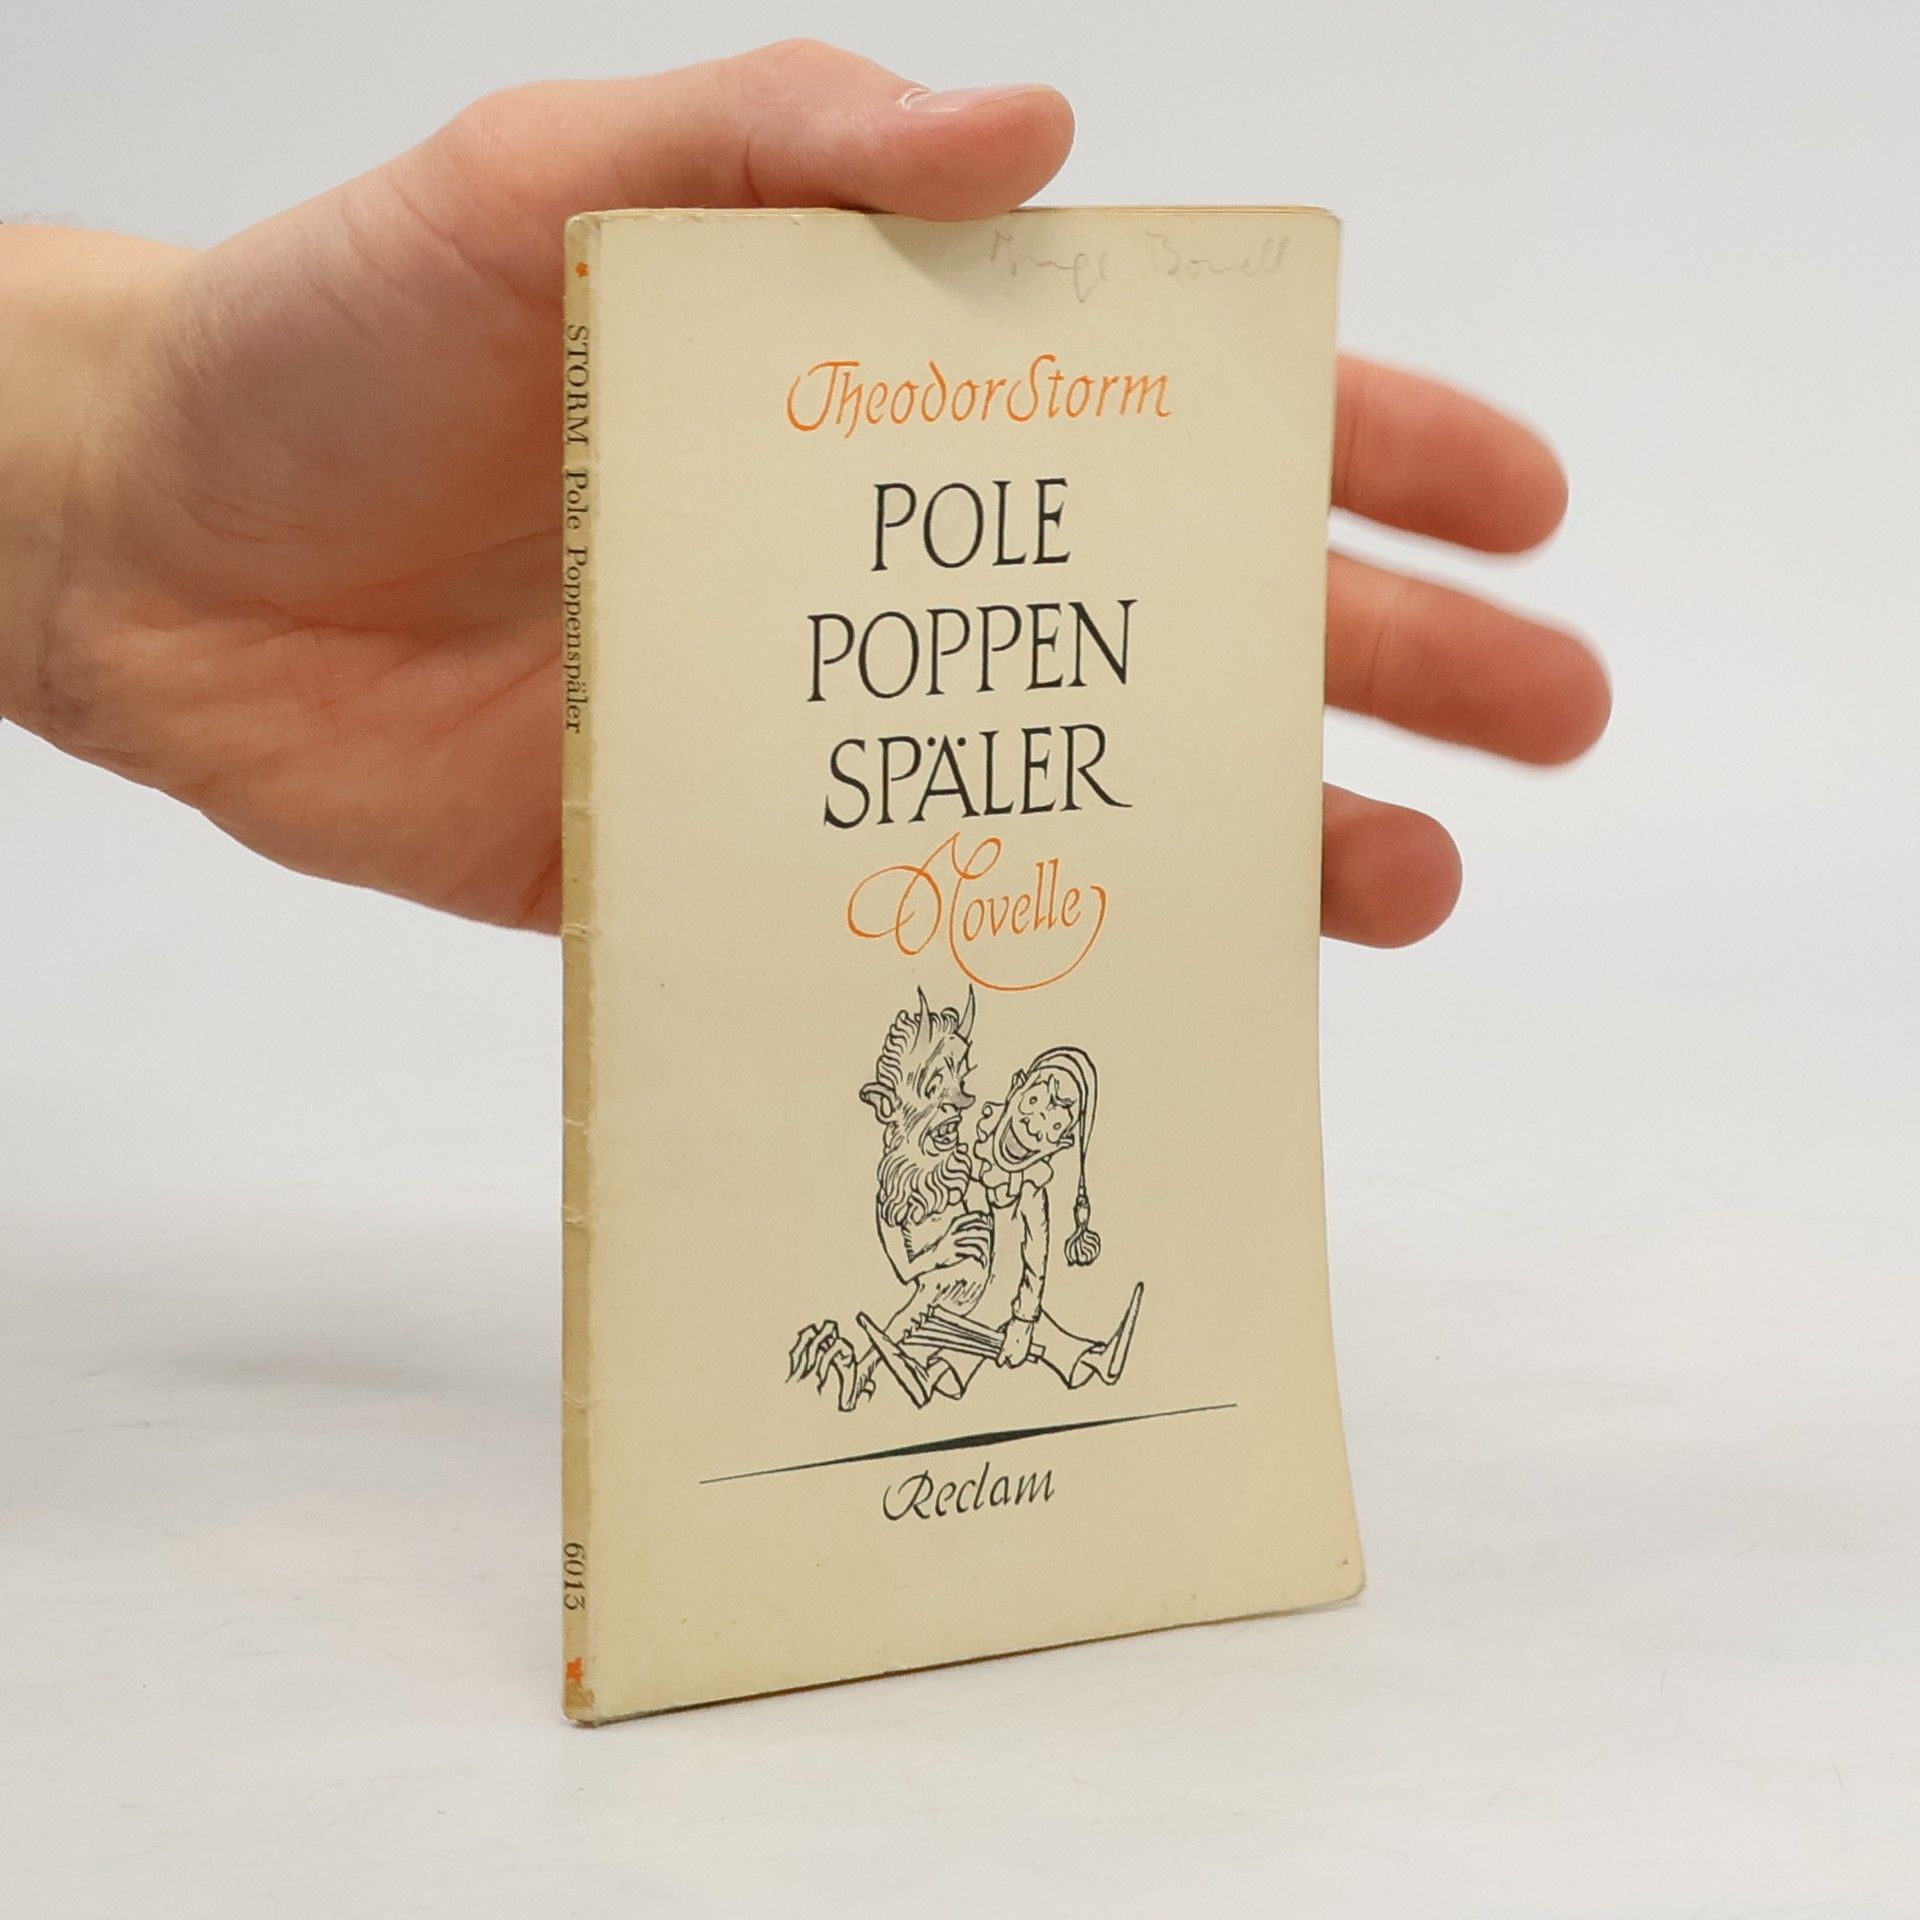 Theodor Storm
POLE
POPPEN
SPÄLER
Novelle
Reclam
STORM Pole Poppenspäler
6013